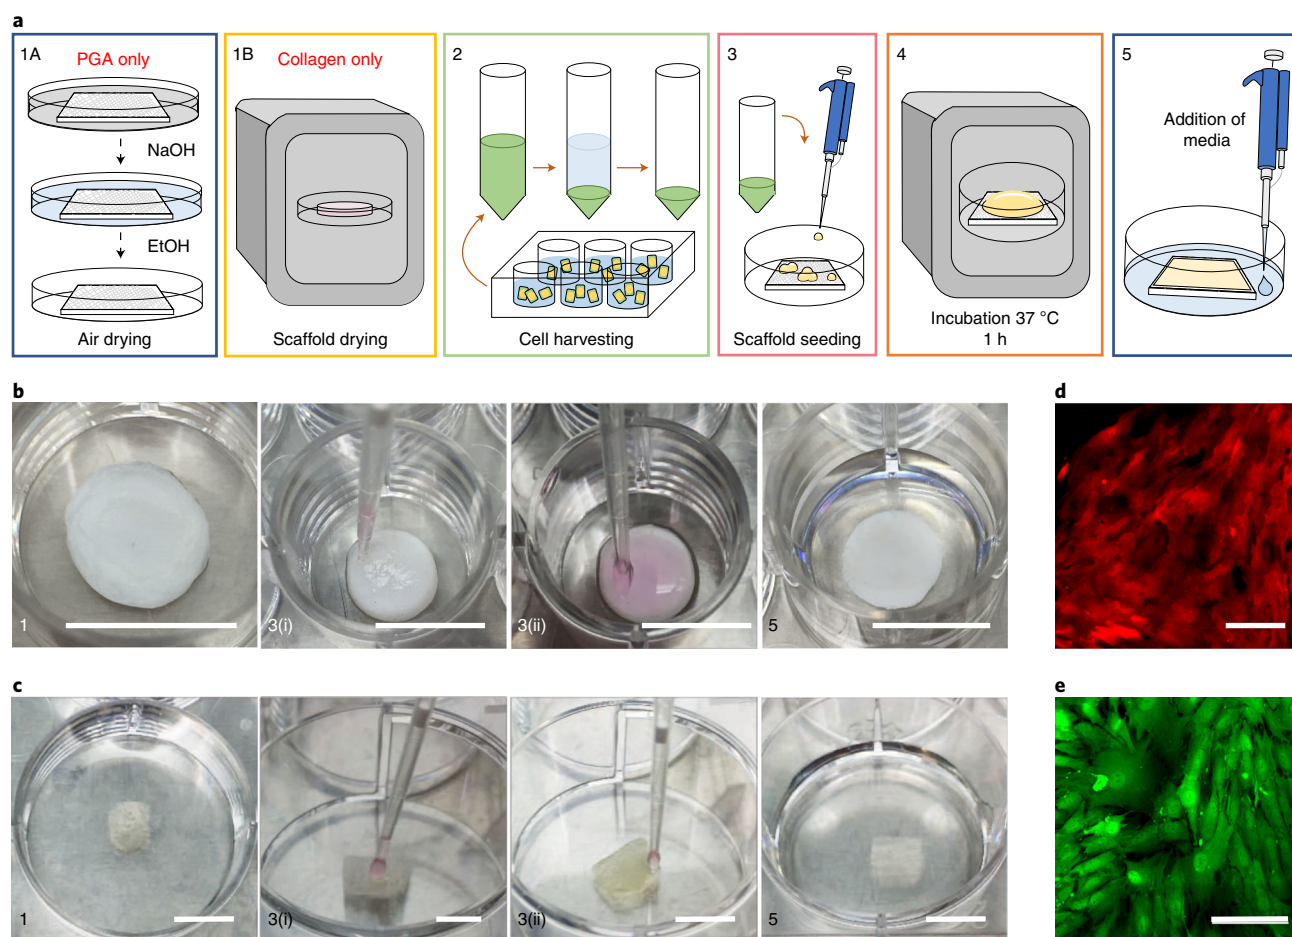 a
1A
PGA only
NaOH
EtOH
Air drying
1B
Collagen only
Scaffold drying
2
Cell harvesting
3
Scaffold seeding
4
Incubation 37 °C
1 h
5
Addition of
media
b
1
3(i)
3(ii)
5
c
1
3(i)
3(ii)
5
d
e